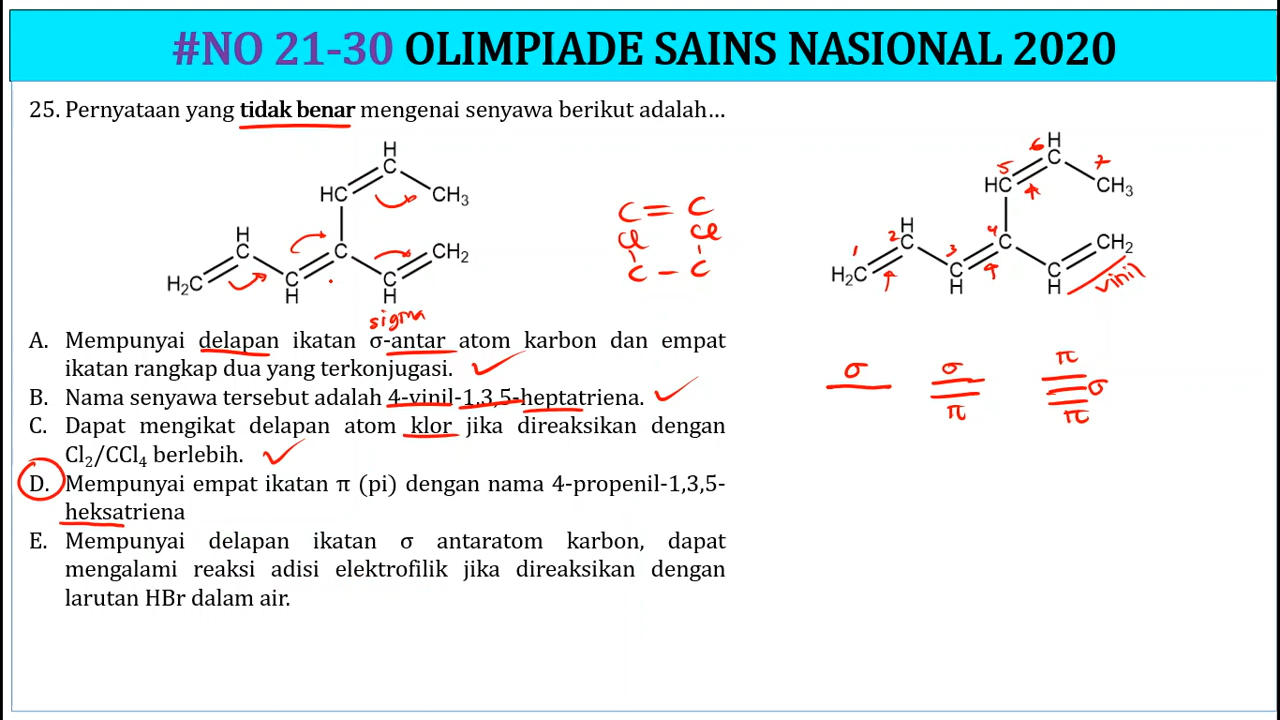 #NO 21-30 OLIMPIADE SAINS NASIONAL 2020
25. Pernyataan yang tidak benar mengenai senyawa berikut adalah...
H
C
HC
CH₃
H
C
C
CH₂
H₂C
C
H
C
H
C = C
Cl Cl
C - C
6 H
C
5
7
HC
CH₃
H
2
C
4
C
CH₂
1
3
H₂C
C
H
C
H
vinil
sigma
A. Mempunyai delapan ikatan σ-antar atom karbon dan empat
ikatan rangkap dua yang terkonjugasi.
B. Nama senyawa tersebut adalah 4-vinil-1,3,5-heptatriena.
C. Dapat mengikat delapan atom klor jika direaksikan dengan
Cl₂/CCl₄ berlebih.
D. Mempunyai empat ikatan π (pi) dengan nama 4-propenil-1,3,5-
heksatriena
E. Mempunyai delapan ikatan σ antaratom karbon, dapat
mengalami reaksi adisi elektrofilik jika direaksikan dengan
larutan HBr dalam air.
σ
σ
π
π
σ
π